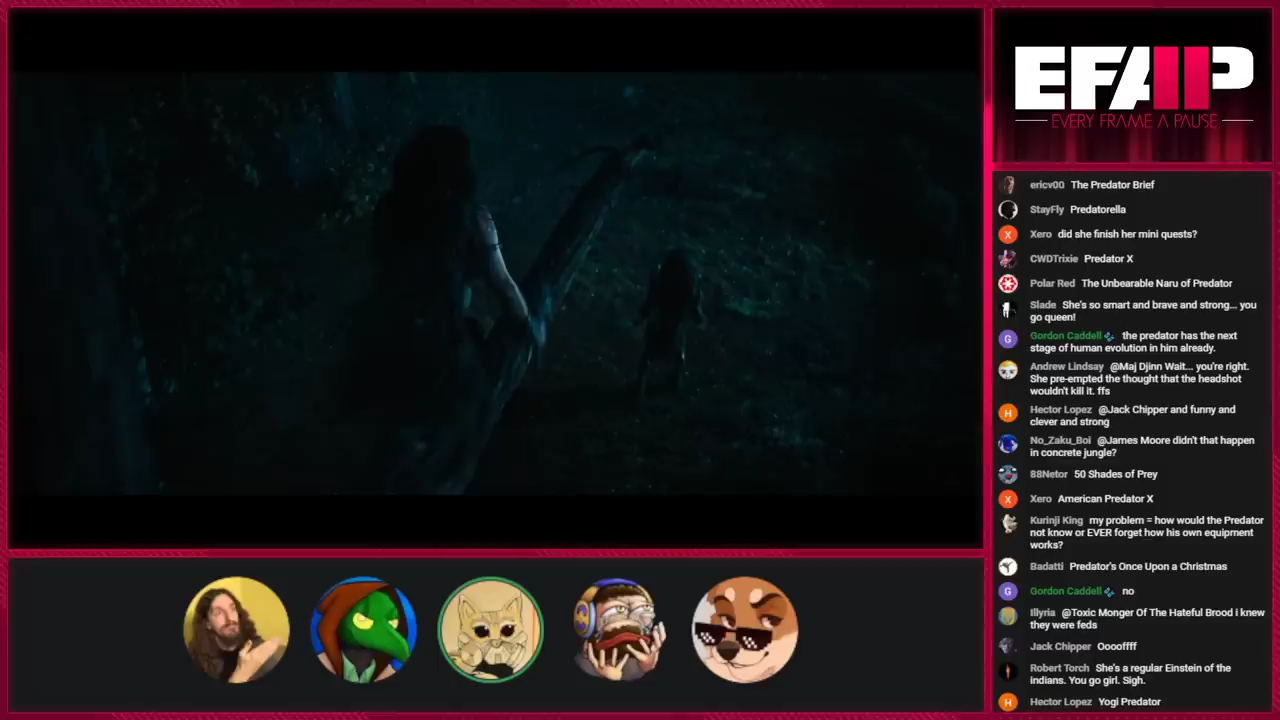 EFAP
EVERY FRAME A PAUSE
ericv00 The Predator Brief
StayFly Predatorella
X Xero did she finish her mini quests?
CWDTrixie Predator X
Polar Red The Unbearable Naru of Predator
Slade She's so smart and brave and strong... you
go queen!
G Gordon Caddell the predator has the next
stage of human evolution in him already.
Andrew Lindsay @Maj Djinn Wait... you're right.
She pre-empted the thought that the headshot
wouldn't kill it. ffs
H Hector Lopez @Jack Chipper and funny and
clever and strong
No_Zaku_Boi @James Moore didn't that happen
in concrete jungle?
88Netor 50 Shades of Prey
X Xero American Predator X
Kurinji King my problem = how would the Predator
not know or EVER forget how his own equipment
works?
Badatti Predator's Once Upon a Christmas
G Gordon Caddell no
Illyria @Toxic Monger Of The Hateful Brood i knew
they were feds
Jack Chipper Ooooffff
Robert Torch She's a regular Einstein of the
indians. You go girl. Sigh.
H Hector Lopez Yogi Predator